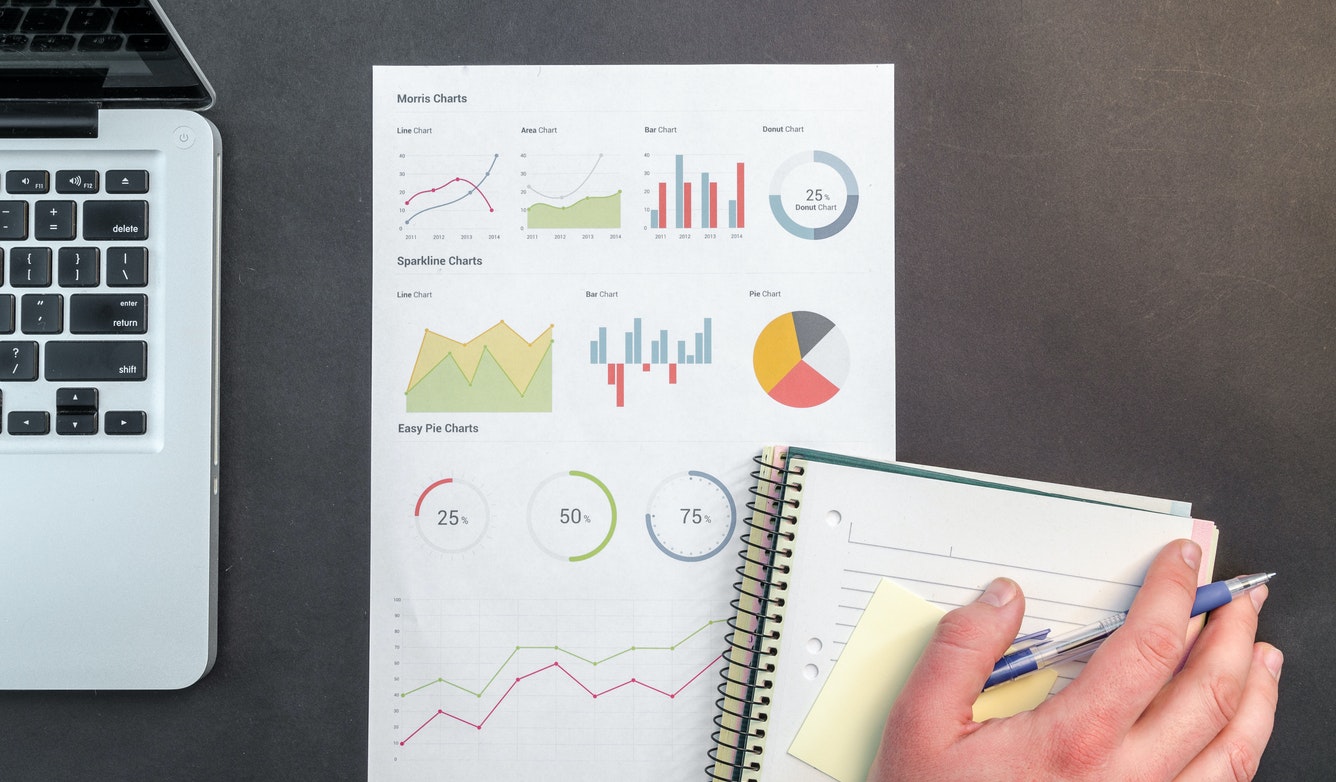 F11
F12
- +
- =
delete
{ } |
[ ] \
enter
" return
'
? shift
/
Morris Charts
Line Chart Area Chart Bar Chart Donut Chart
40 40 40
30 30 30
20 20 20
10 10 10
0 0 0
25%
Donut Chart
2011 2012 2013 2014 2011 2012 2013 2014 2011 2012 2013 2014
Sparkline Charts
Line Chart Bar Chart Pie Chart
Easy Pie Charts
25% 50% 75%
100
90
80
70
60
50
40
30
20
10
0